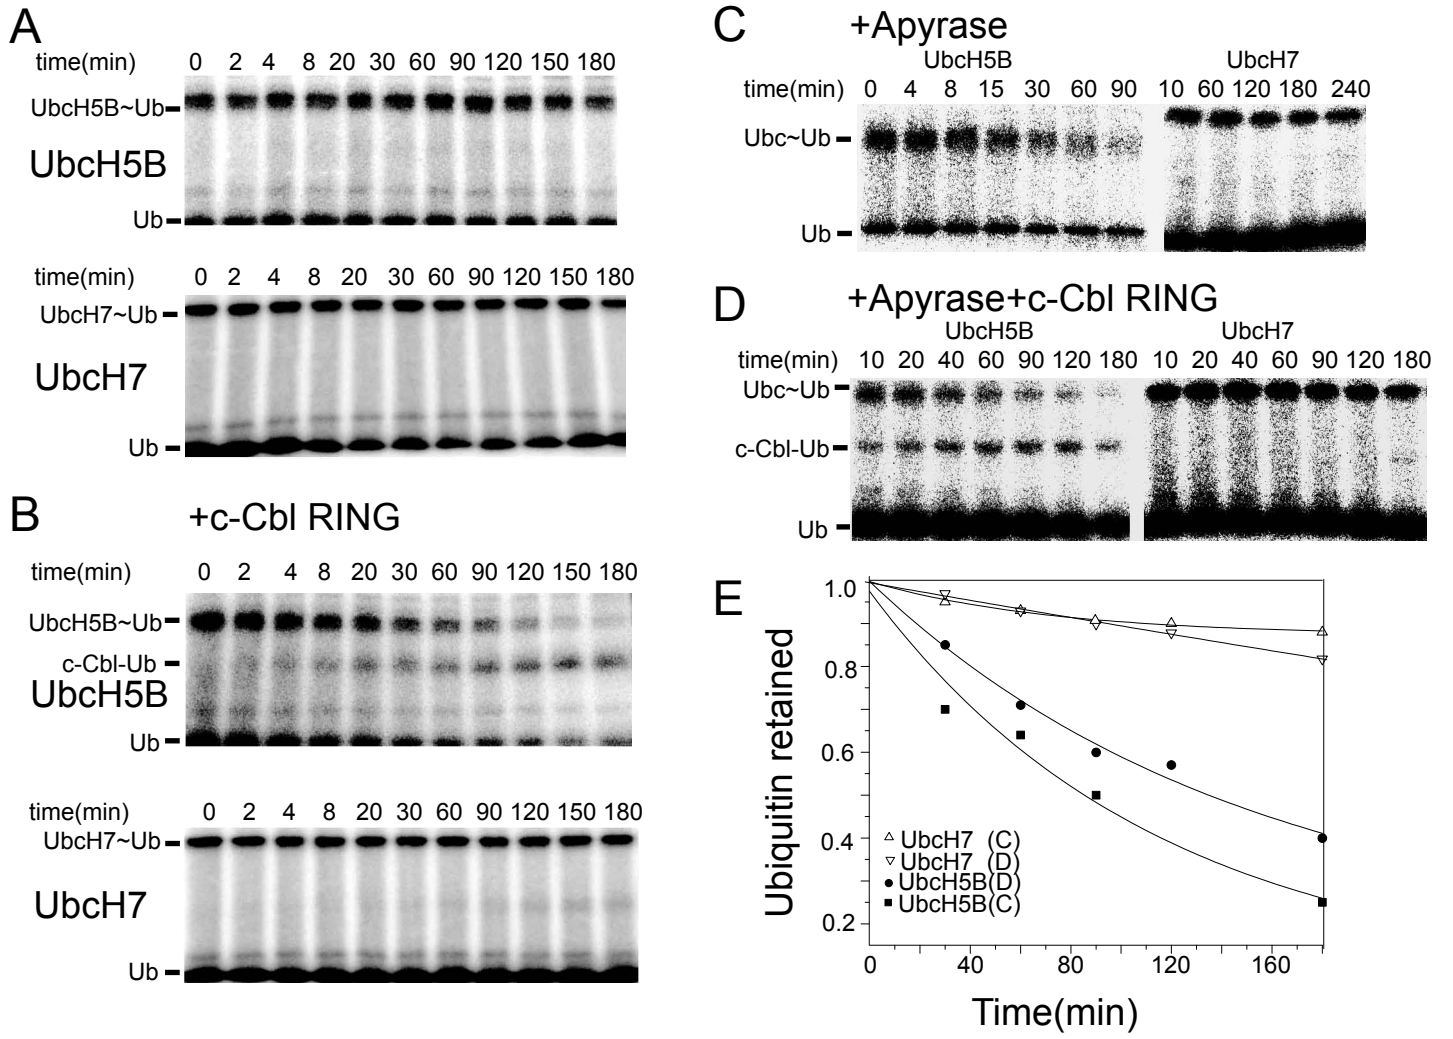 A
time(min) 0 2 4 8 20 30 60 90 120 150 180
UbcH5B~Ub
UbcH5B
Ub
time(min) 0 2 4 8 20 30 60 90 120 150 180
UbcH7~Ub
UbcH7
Ub
B
+c-Cbl RING
time(min) 0 2 4 8 20 30 60 90 120 150 180
UbcH5B~Ub
c-Cbl-Ub
UbcH5B
Ub
time(min) 0 2 4 8 20 30 60 90 120 150 180
UbcH7~Ub
UbcH7
Ub
C
+Apyrase
UbcH5B UbcH7
time(min) 0 4 8 15 30 60 90 10 60 120 180 240
Ubc~Ub
Ub
D
+Apyrase+c-Cbl RING
UbcH5B UbcH7
time(min) 10 20 40 60 90 120 180 10 20 40 60 90 120 180
Ubc~Ub
c-Cbl-Ub
Ub
E
Ubiquitin retained
1.0
0.8
0.6
0.4
0.2
UbcH7 (C)
UbcH7 (D)
UbcH5B(D)
UbcH5B(C)
0 40 80 120 160
Time(min)